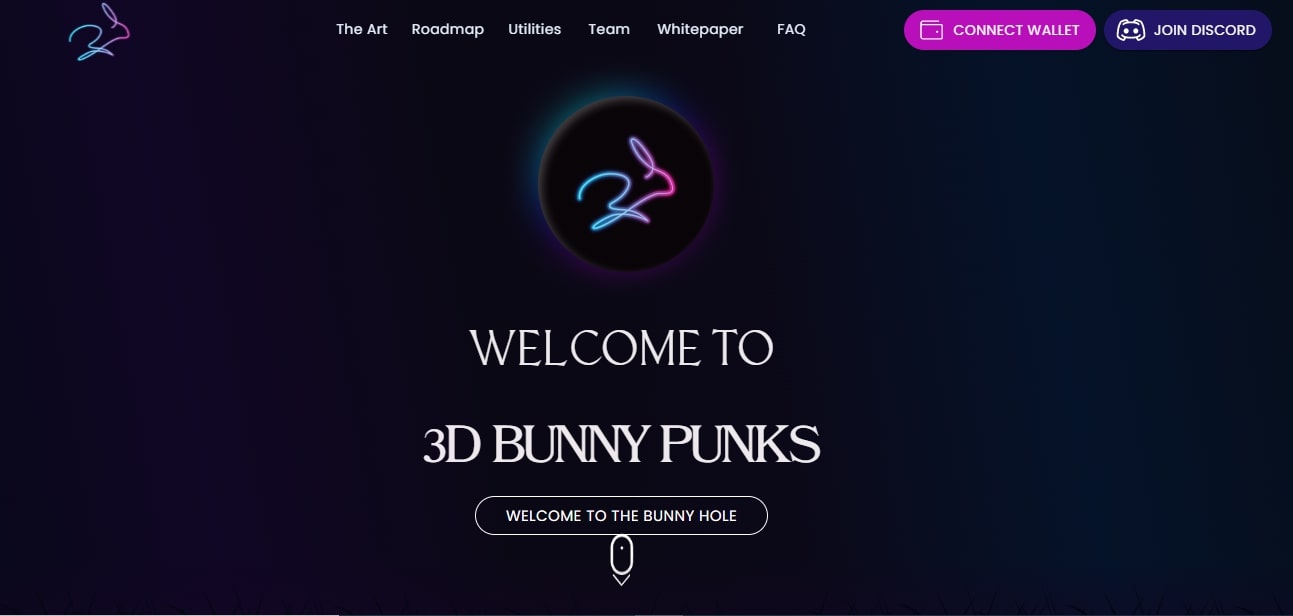 The Art Roadmap Utilities Team Whitepaper FAQ CONNECT WALLET JOIN DISCORD
WELCOME TO
3D BUNNY PUNKS
WELCOME TO THE BUNNY HOLE